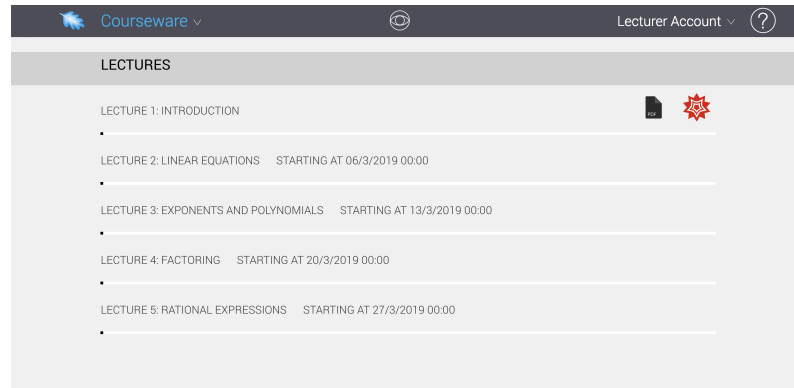 Courseware
Lecturer Account
?
LECTURES
LECTURE 1: INTRODUCTION
PDF
LECTURE 2: LINEAR EQUATIONS STARTING AT 06/3/2019 00:00
LECTURE 3: EXPONENTS AND POLYNOMIALS STARTING AT 13/3/2019 00:00
LECTURE 4: FACTORING STARTING AT 20/3/2019 00:00
LECTURE 5: RATIONAL EXPRESSIONS STARTING AT 27/3/2019 00:00